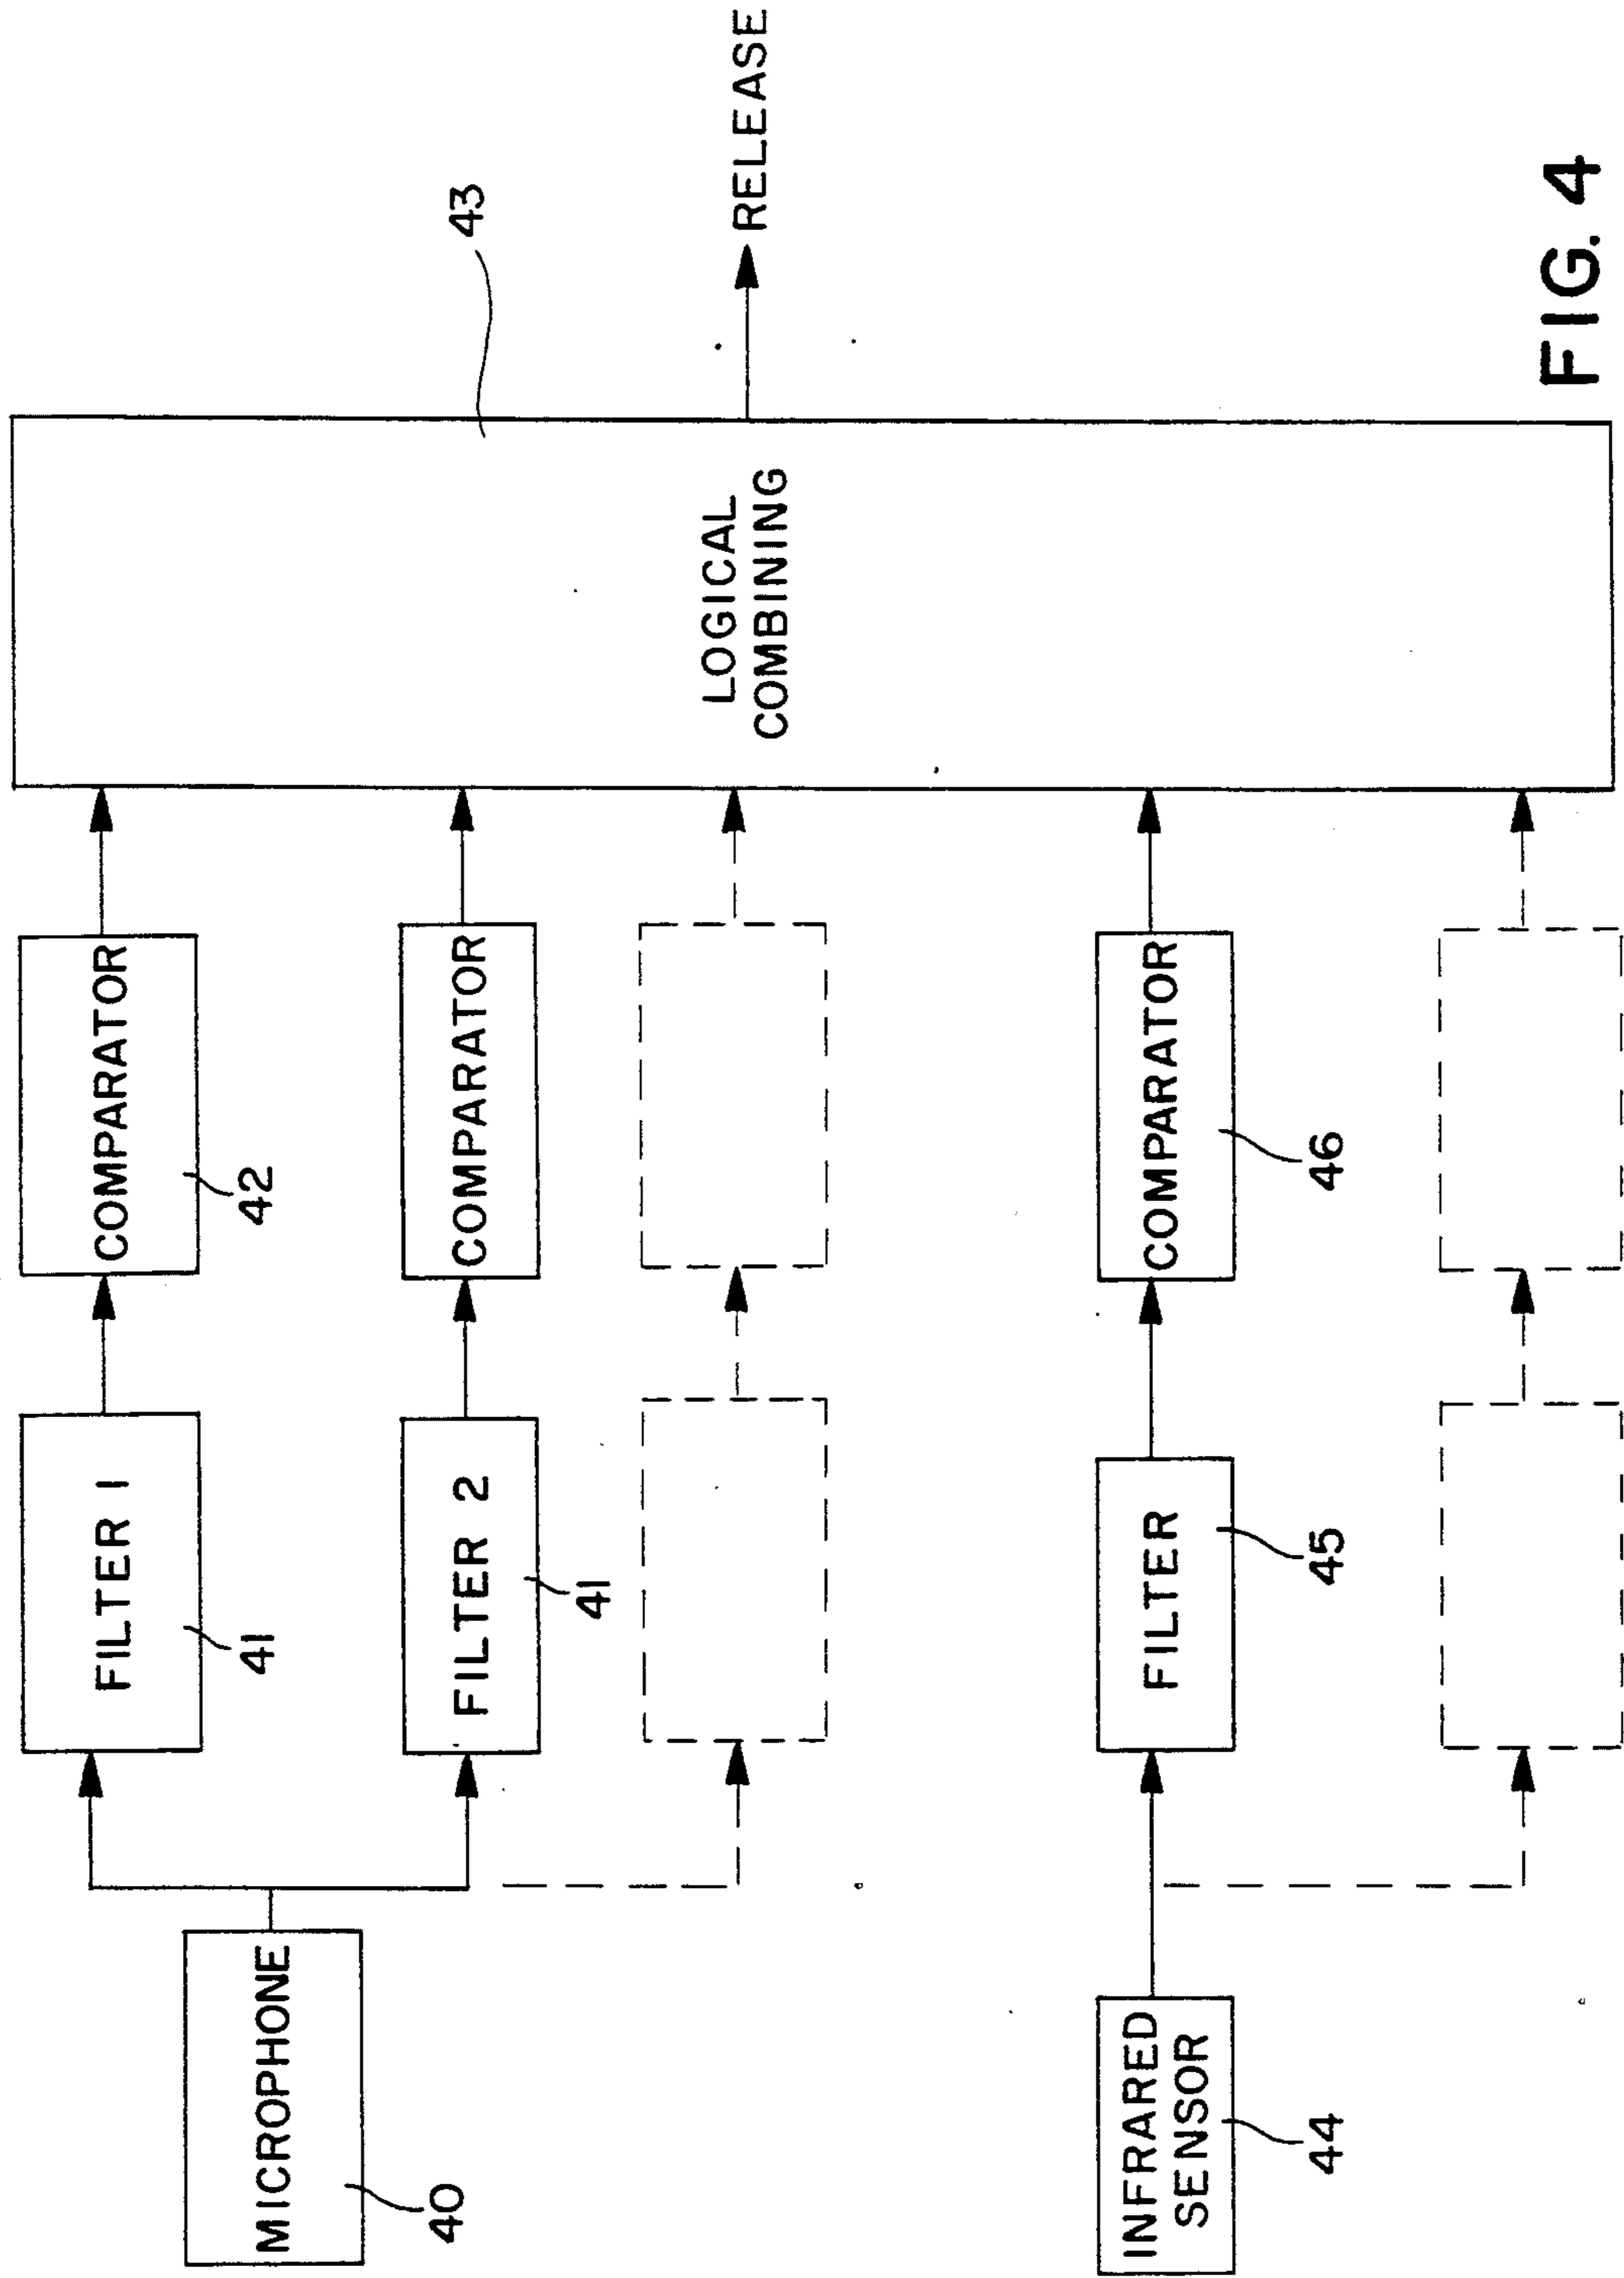 FILTER 1
41
COMPARATOR
42
MICROPHONE
40
FILTER 2
41
COMPARATOR
43
LOGICAL
COMBINING
RELEASE
INFRARED
SENSOR
44
FILTER
45
COMPARATOR
46
FIG. 4